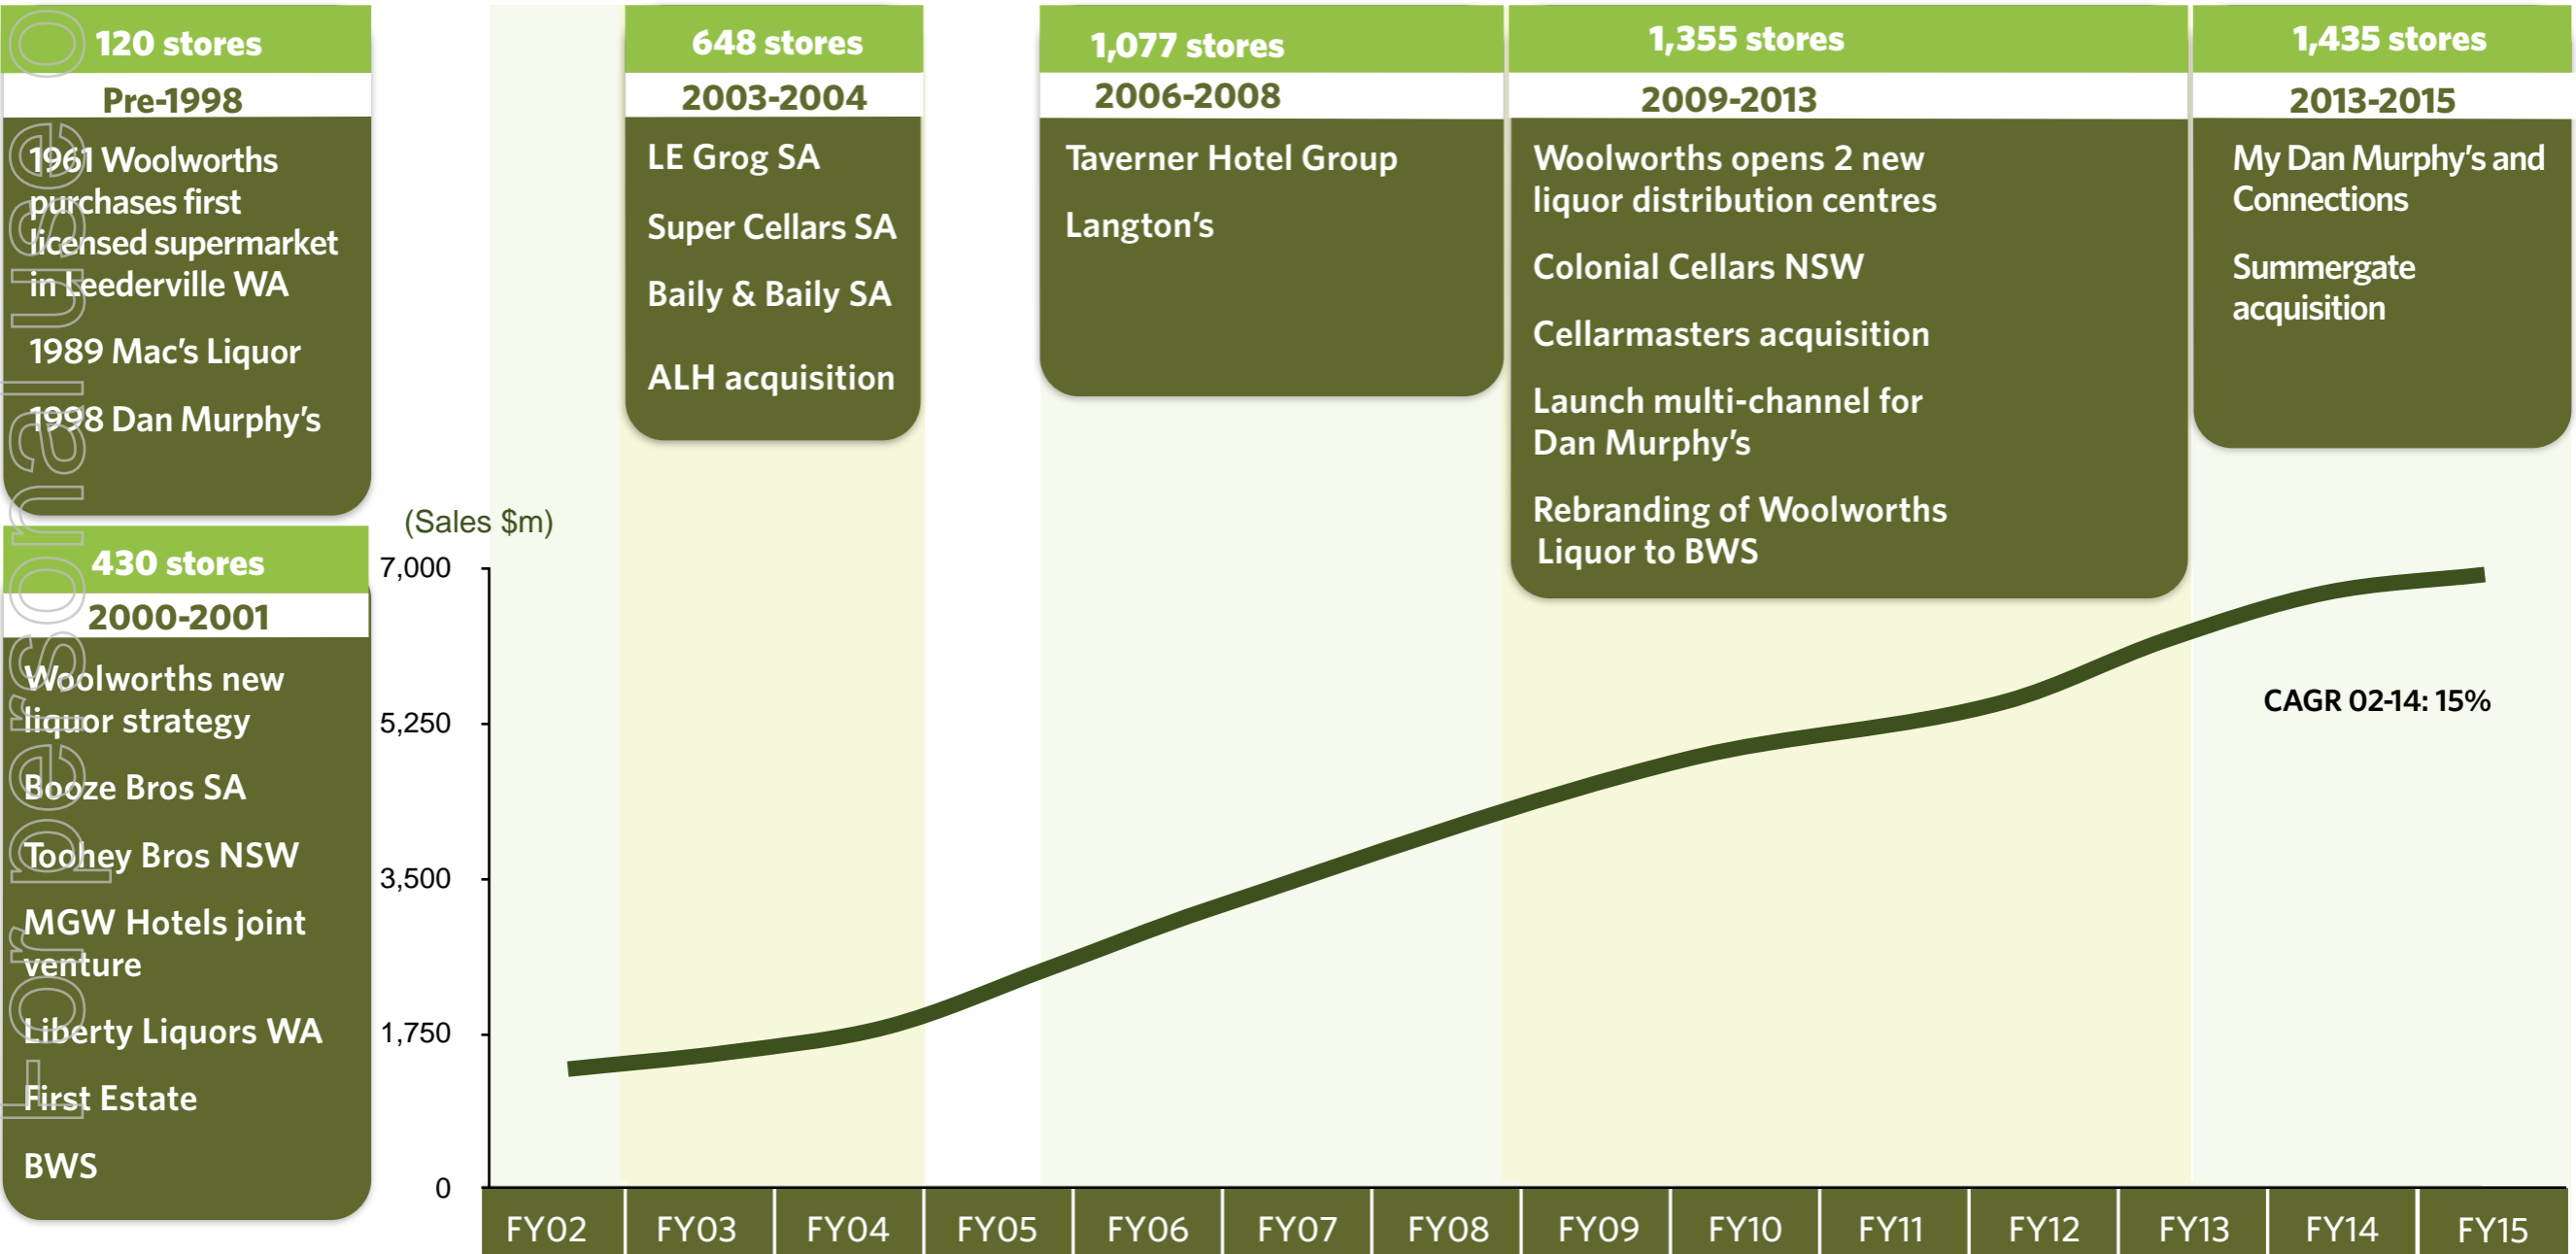 120 stores
Pre-1998
1961 Woolworths
purchases first
licensed supermarket
in Leederville WA
1989 Mac's Liquor
1998 Dan Murphy's
430 stores
2000-2001
Woolworths new
liquor strategy
Booze Bros SA
Toohey Bros NSW
MGW Hotels joint
venture
Liberty Liquors WA
First Estate
BWS
648 stores
2003-2004
LE Grog SA
Super Cellars SA
Baily & Baily SA
ALH acquisition
1,077 stores
2006-2008
Taverner Hotel Group
Langton's
1,355 stores
2009-2013
Woolworths opens 2 new
liquor distribution centres
Colonial Cellars NSW
Cellarmasters acquisition
Launch multi-channel for
Dan Murphy's
Rebranding of Woolworths
Liquor to BWS
1,435 stores
2013-2015
My Dan Murphy's and
Connections
Summergate
acquisition
(Sales $m)
7,000
5,250
3,500
1,750
0
CAGR 02-14: 15%
FY02 FY03 FY04 FY05 FY06 FY07 FY08 FY09 FY10 FY11 FY12 FY13 FY14 FY15
For personal use o